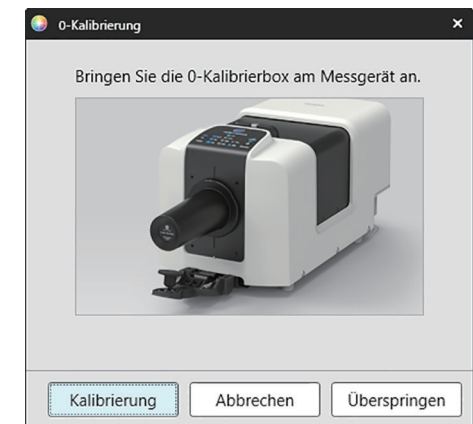 0-Kalibrierung
Bringen Sie die 0-Kalibrierbox am Messgerät an.
Kalibrierung
Abbrechen
Überspringen